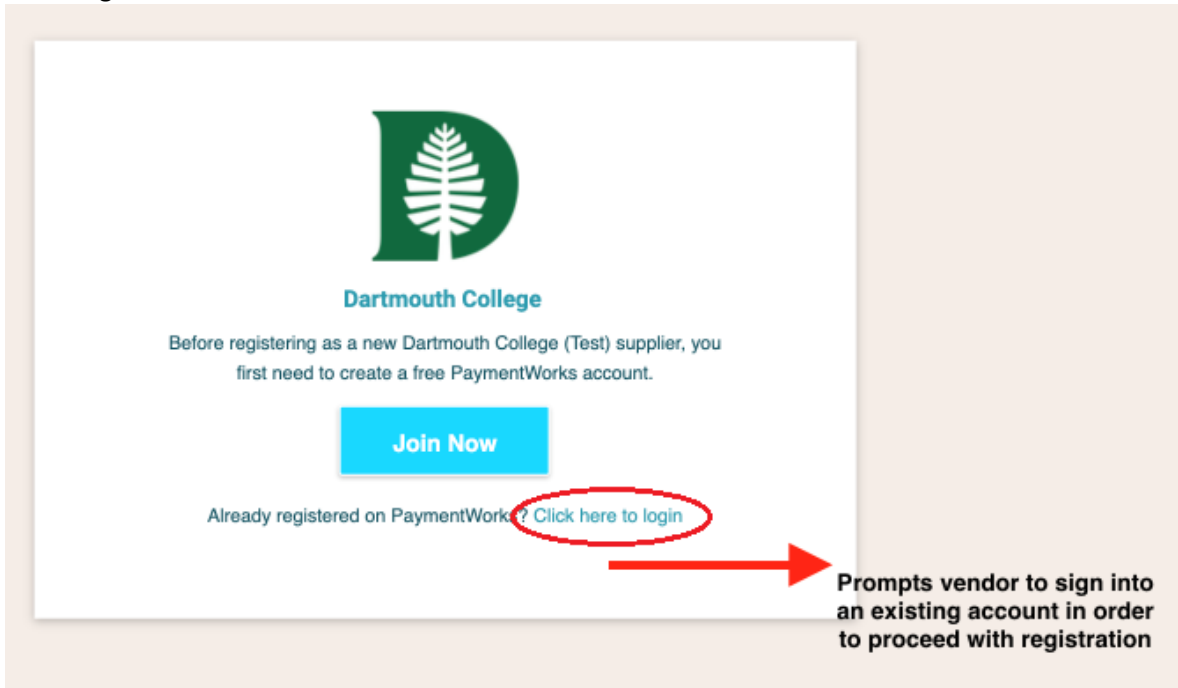 Dartmouth College
Before registering as a new Dartmouth College (Test) supplier, you
first need to create a free PaymentWorks account.
Join Now
Already registered on PaymentWorks? Click here to login
Prompts vendor to sign into
an existing account in order
to proceed with registration